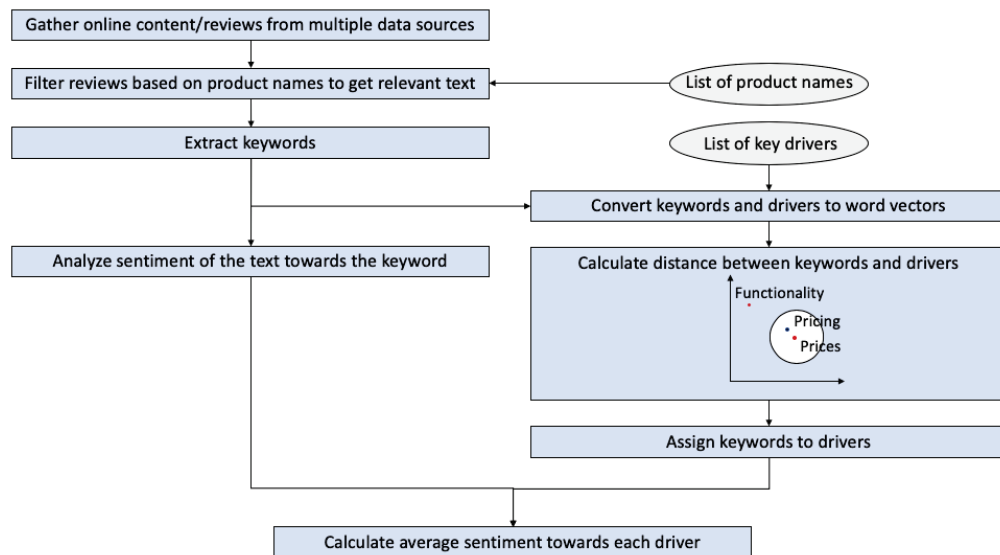 Gather online content/reviews from multiple data sources
Filter reviews based on product names to get relevant text
List of product names
Extract keywords
List of key drivers
Convert keywords and drivers to word vectors
Analyze sentiment of the text towards the keyword
Calculate distance between keywords and drivers
Functionality
Pricing
Prices
Assign keywords to drivers
Calculate average sentiment towards each driver